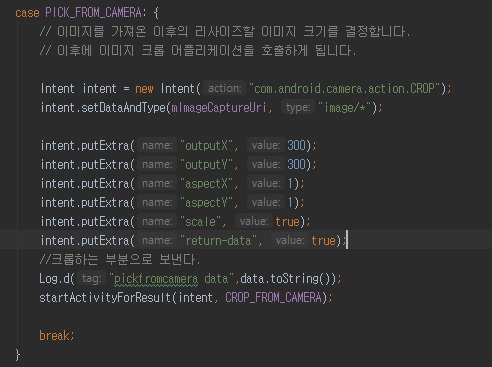 case PICK_FROM_CAMERA: {
// 이미지를 가져온 이후의 리사이즈할 이미지 크기를 결정합니다.
// 이후에 이미지 크롭 어플리케이션을 호출하게 됩니다.
Intent intent = new Intent( action: "com.android.camera.action.CROP");
intent.setDataAndType(mImageCaptureUri, type: "image/*");
intent.putExtra( name: "outputX", value: 300);
intent.putExtra( name: "outputY", value: 300);
intent.putExtra( name: "aspectX", value: 1);
intent.putExtra( name: "aspectY", value: 1);
intent.putExtra( name: "scale", value: true);
intent.putExtra( name: "return-data", value: true);
//크롭하는 부분으로 보낸다.
Log.d( tag: "pickfromcamera data",data.toString());
startActivityForResult(intent, CROP_FROM_CAMERA);
break;
}